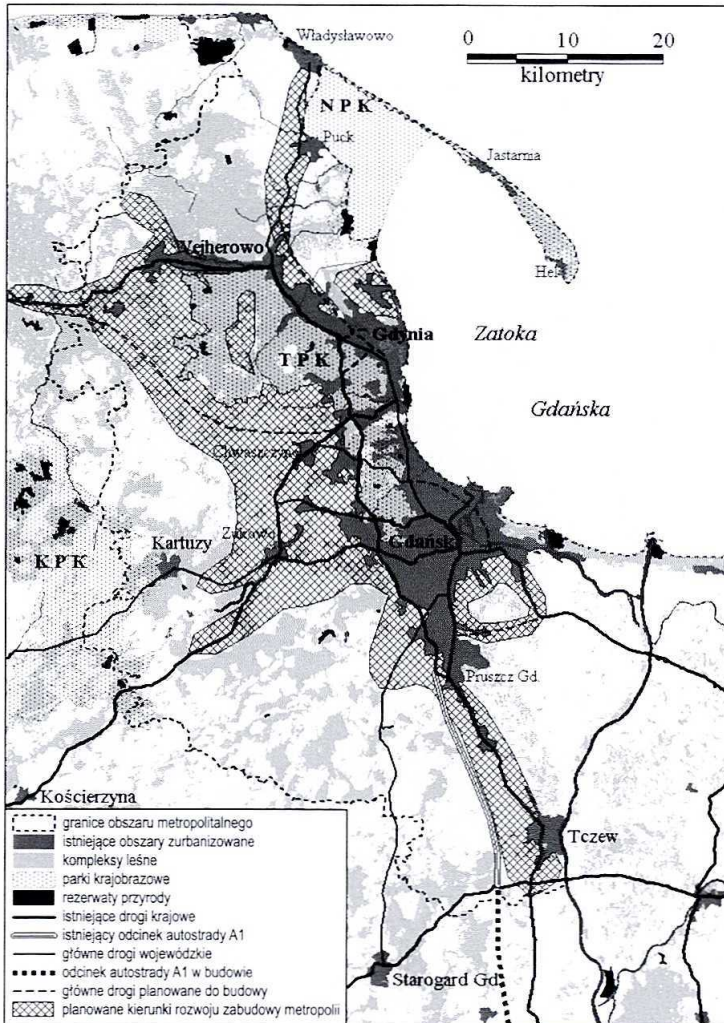 Władysławowo
0 10 20
kilometry
N P K
Puck
Jastarnia
Wejherowo
Hel
Gdynia
Zatoka
T P K
Gdańska
Chwaszczyno
Żukowo
Kartuzy
Gdańsk
K P K
Pruszcz Gd.
Kościerzyna
Tczew
Starogard Gd.
granice obszaru metropolitalnego
istniejące obszary zurbanizowane
kompleksy leśne
parki krajobrazowe
rezerwaty przyrody
istniejące drogi krajowe
istniejący odcinek autostrady A1
główne drogi wojewódzkie
odcinek autostrady A1 w budowie
główne drogi planowane do budowy
planowane kierunki rozwoju zabudowy metropolii